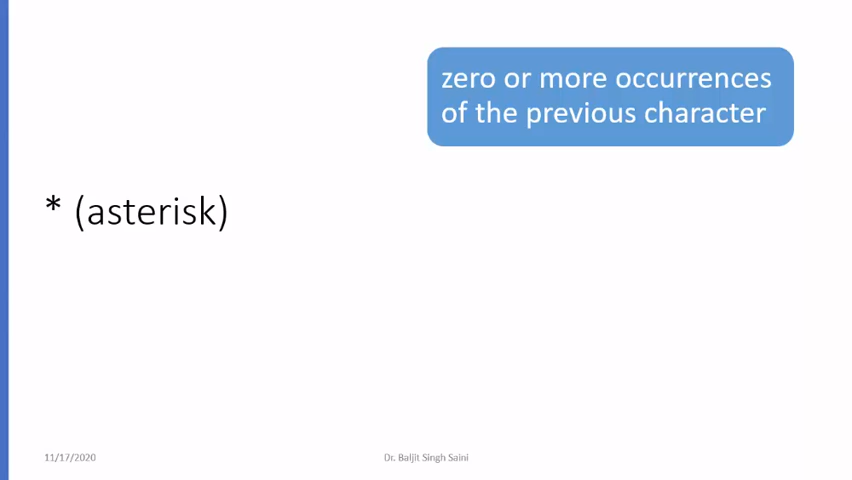 zero or more occurrences
of the previous character
* (asterisk)
11/17/2020
Dr. Baljit Singh Saini